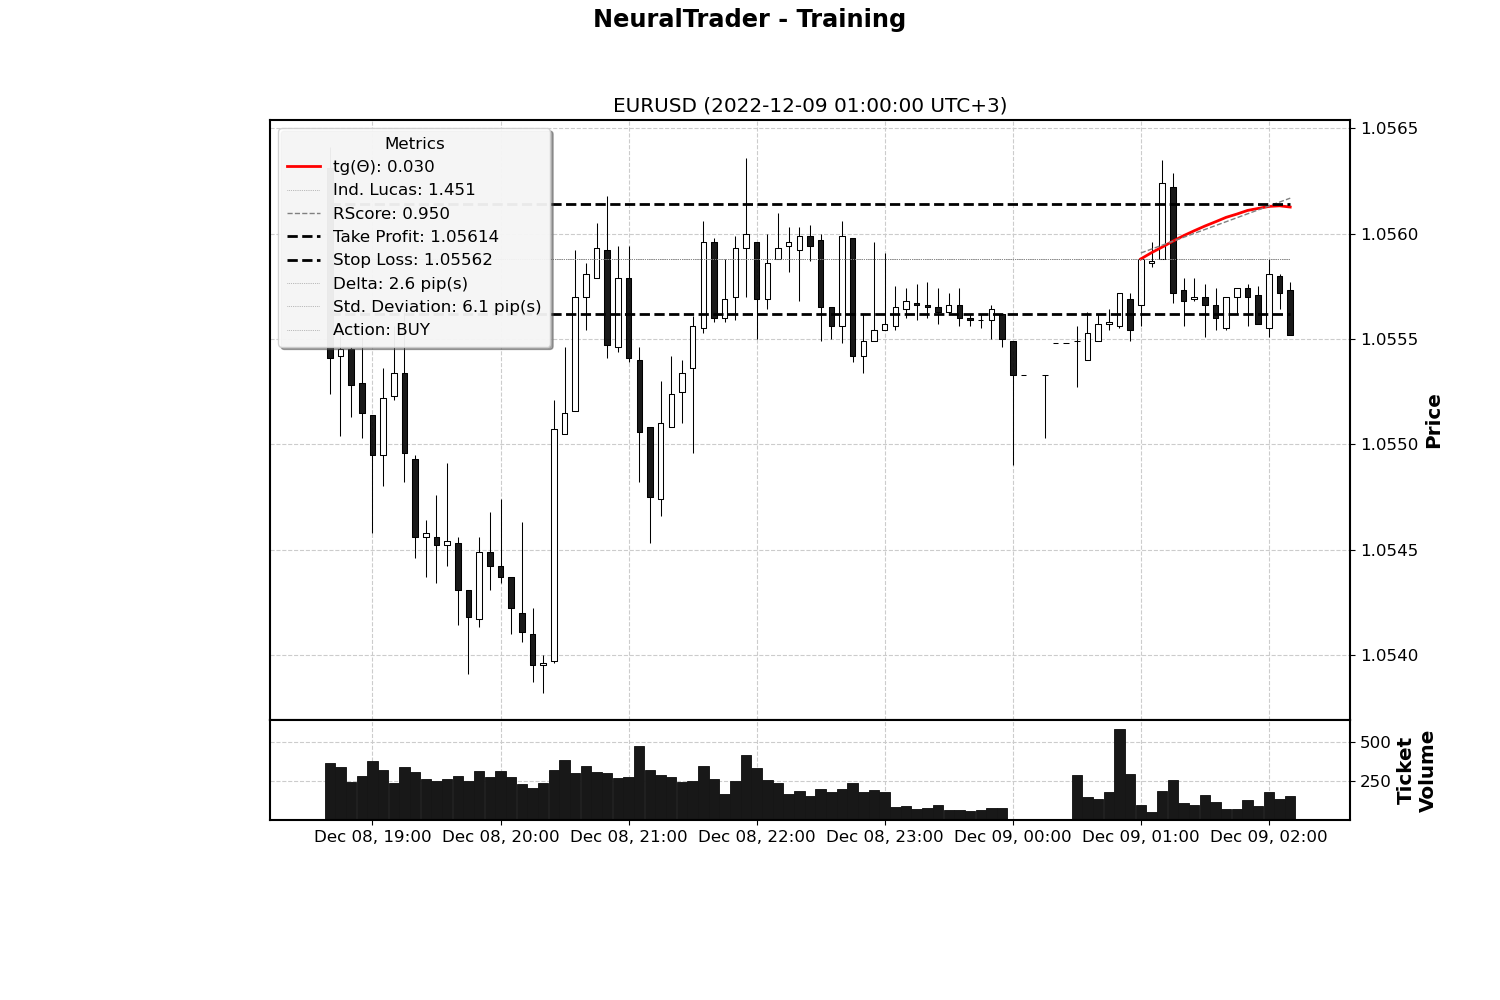 NeuralTrader - Training
EURUSD (2022-12-09 01:00:00 UTC+3)
Metrics
tg(Θ): 0.030
Ind. Lucas: 1.451
RScore: 0.950
Take Profit: 1.05614
Stop Loss: 1.05562
Delta: 2.6 pip(s)
Std. Deviation: 6.1 pip(s)
Action: BUY
1.0565
1.0560
1.0555
1.0550
1.0545
1.0540
Price
500
250
Ticket
Volume
Dec 08, 19:00 Dec 08, 20:00 Dec 08, 21:00 Dec 08, 22:00 Dec 08, 23:00 Dec 09, 00:00 Dec 09, 01:00 Dec 09, 02:00